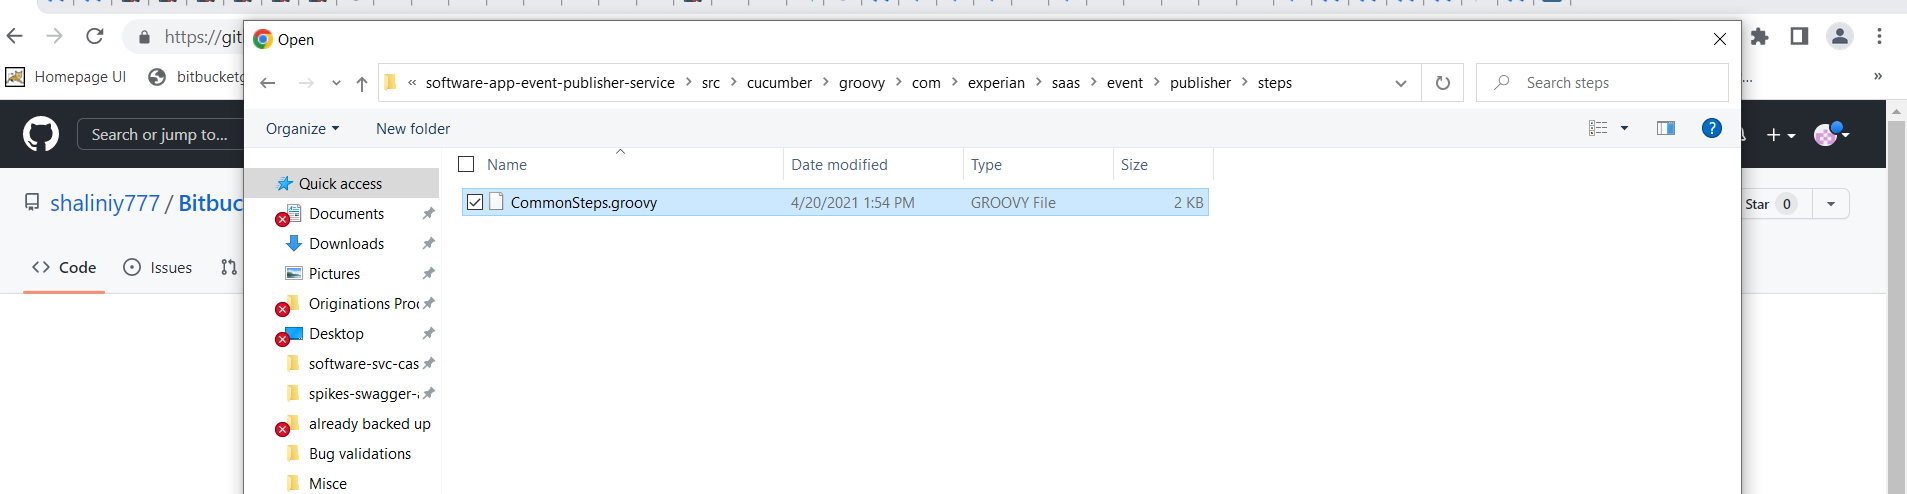 https://git
Open
Homepage UI
bitbucketg
« software-app-event-publisher-service > src > cucumber > groovy > com > experian > saas > event > publisher > steps
Search steps
...
»
Search or jump to...
Organize
New folder
?
Name
Date modified
Type
Size
shaliniy777 / Bitbuc
Star 0
Code
Issues
Quick access
Documents
Downloads
Pictures
Originations Proc
Desktop
software-svc-cas
spikes-swagger-a
already backed up
Bug validations
Misce
CommonSteps.groovy
4/20/2021 1:54 PM
GROOVY File
2 KB